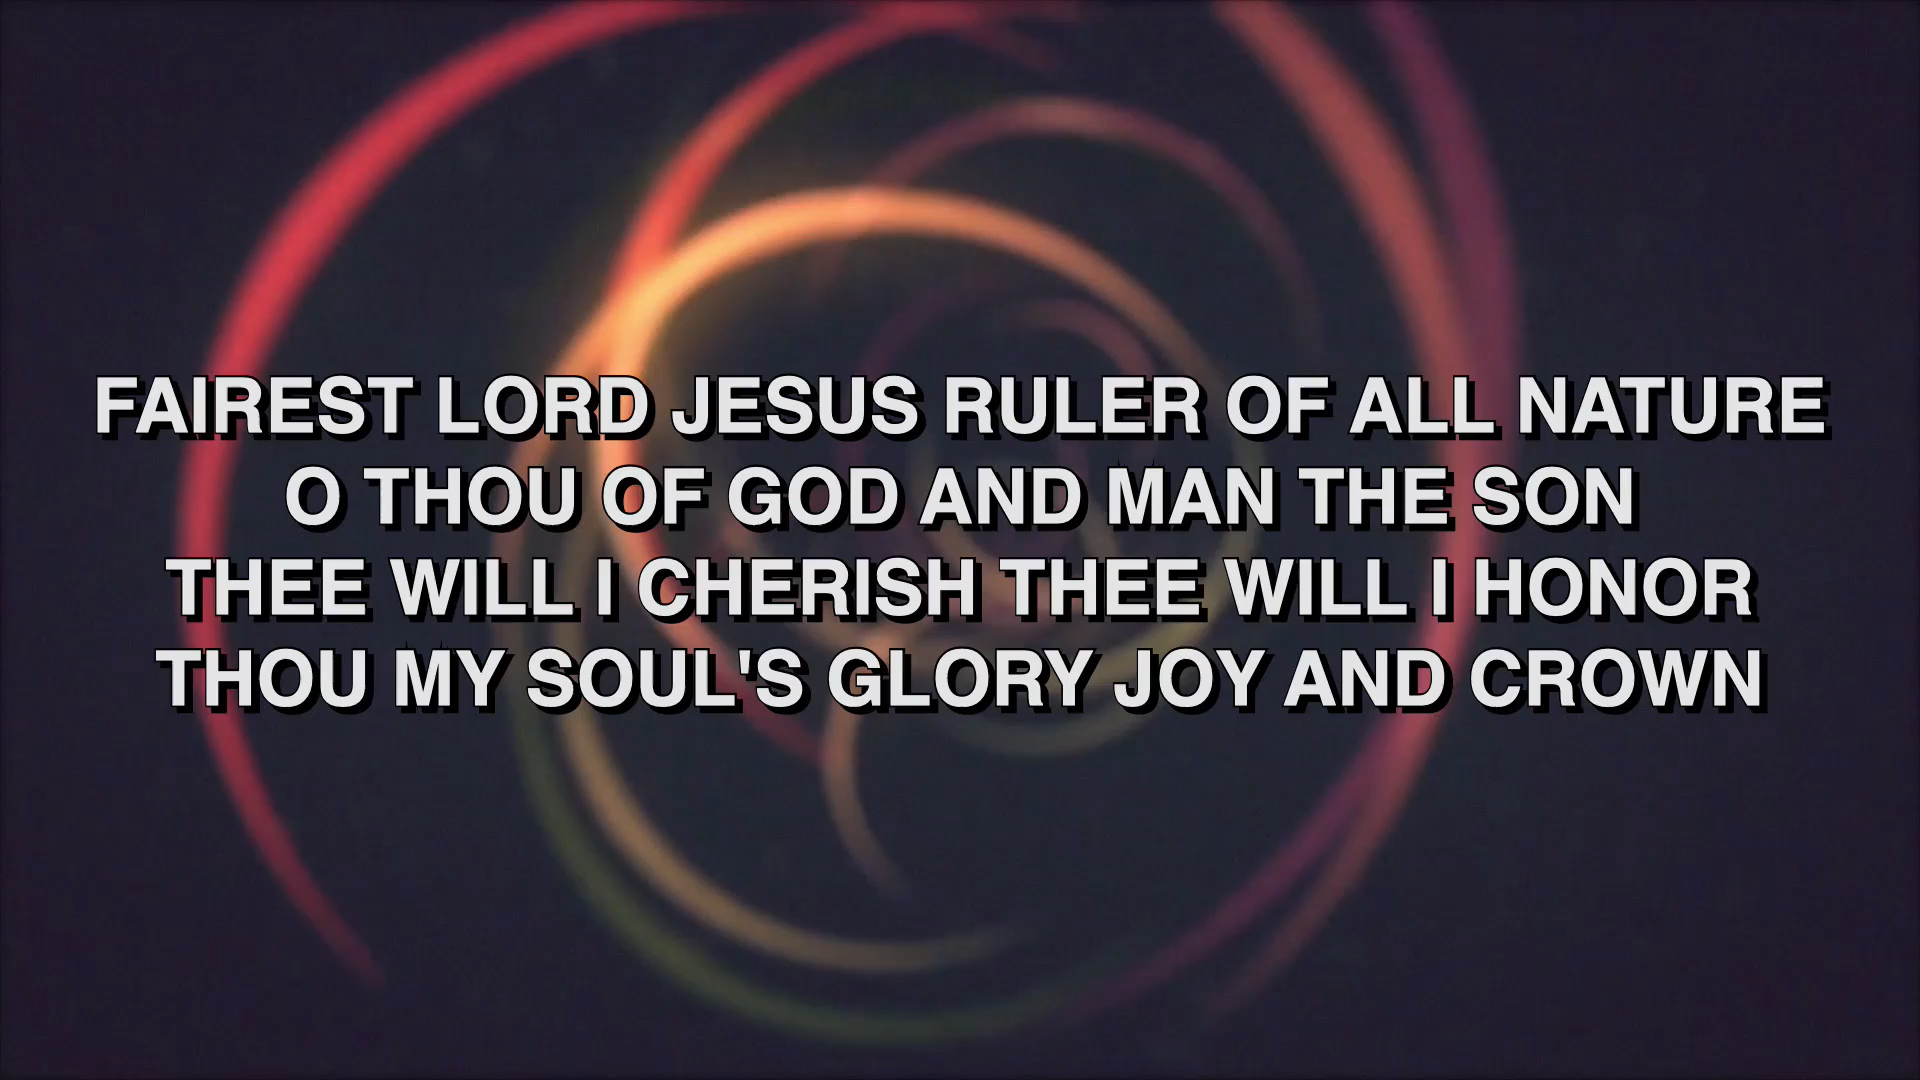 FAIREST LORD JESUS RULER OF ALL NATURE
O THOU OF GOD AND MAN THE SON
THEE WILL I CHERISH THEE WILL I HONOR
THOU MY SOUL'S GLORY JOY AND CROWN